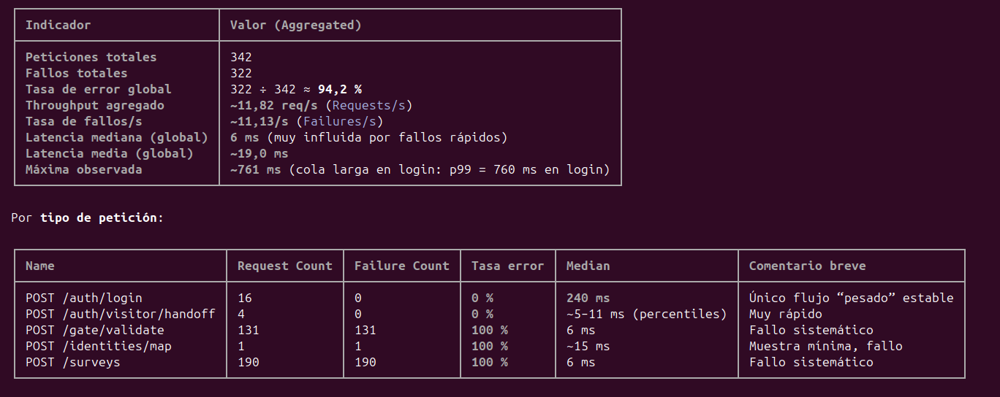 Indicador Valor (Aggregated)
Peticiones totales 342
Fallos totales 322
Tasa de error global 322 ÷ 342 ≈ 94,2 %
Throughput agregado ~11,82 req/s (Requests/s)
Tasa de fallos/s ~11,13/s (Failures/s)
Latencia mediana (global) 6 ms (muy influida por fallos rápidos)
Latencia media (global) ~19,0 ms
Máxima observada ~761 ms (cola larga en login: p99 = 760 ms en login)
Por tipo de petición:
Name Request Count Failure Count Tasa error Median Comentario breve
POST /auth/login 16 0 0 % 240 ms Único flujo “pesado” estable
POST /auth/visitor/handoff 4 0 0 % ~5–11 ms (percentiles) Muy rápido
POST /gate/validate 131 131 100 % 6 ms Fallo sistemático
POST /identities/map 1 1 100 % ~15 ms Muestra mínima, fallo
POST /surveys 190 190 100 % 6 ms Fallo sistemático